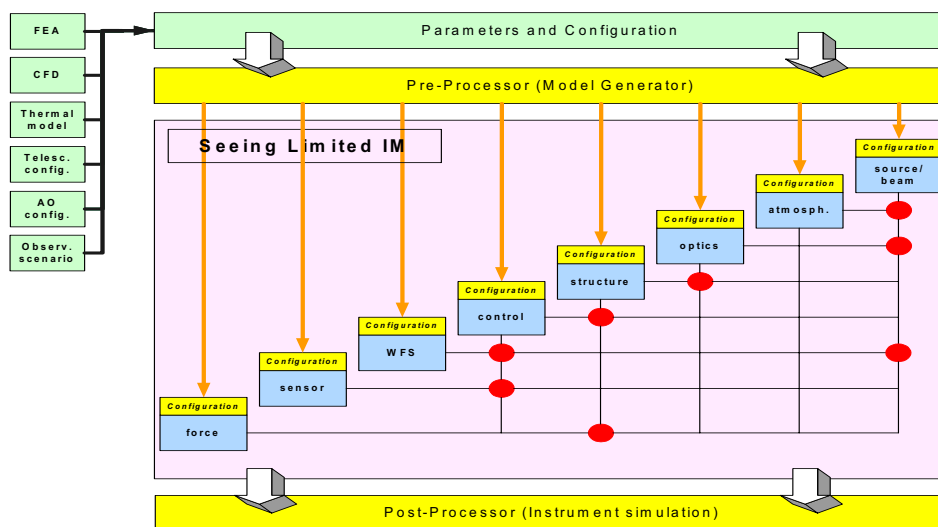 FEA
CFD
Thermal
model
Telesc.
config.
AO
config.
Observ.
scenario
Parameters and Configuration
Pre-Processor (Model Generator)
Seeing Limited IM
Configuration
source/
beam
Configuration
atmosph.
Configuration
optics
Configuration
structure
Configuration
control
Configuration
WFS
Configuration
sensor
Configuration
force
Post-Processor (Instrument simulation)